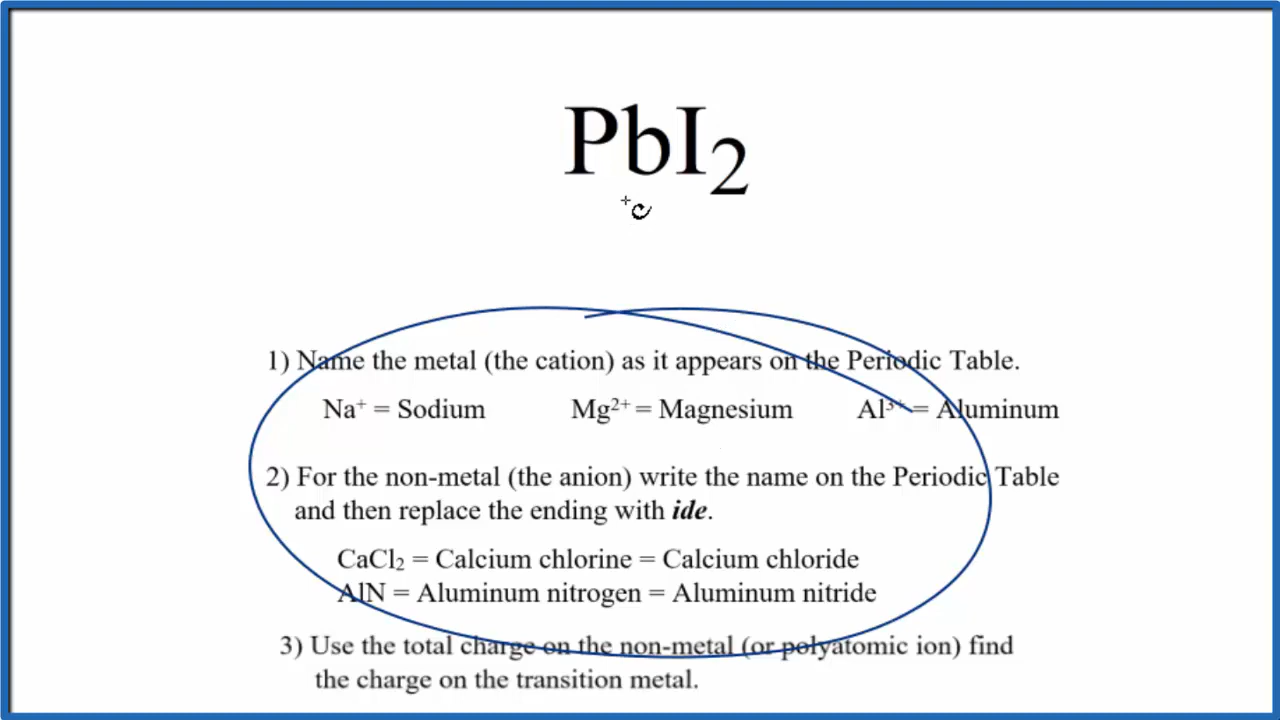 PbI₂
1) Name the metal (the cation) as it appears on the Periodic Table.
Na⁺ = Sodium Mg²⁺ = Magnesium Al³⁺ = Aluminum
2) For the non-metal (the anion) write the name on the Periodic Table
and then replace the ending with ide.
CaCl₂ = Calcium chlorine = Calcium chloride
AlN = Aluminum nitrogen = Aluminum nitride
3) Use the total charge on the non-metal (or polyatomic ion) find
the charge on the transition metal.